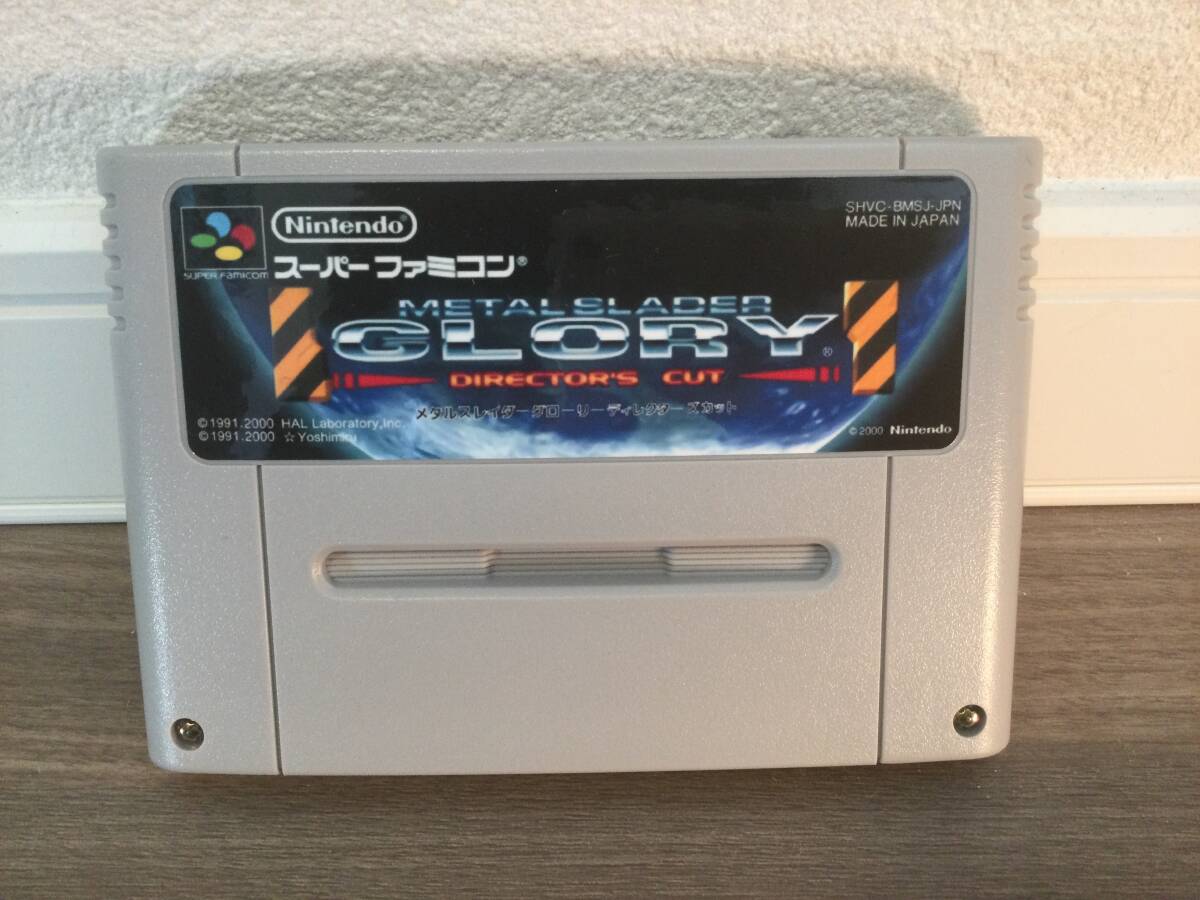 SUPER Famicom
Nintendo®
スーパーファミコン®
SHVC-BMSJ-JPN
MADE IN JAPAN
METAL SLADER
GLORY®
DIRECTOR'S CUT
メタルスレイダーグローリーディレクターズカット
©1991.2000 HAL Laboratory,Inc.
©1991.2000 ☆Yoshimiru
©2000 Nintendo